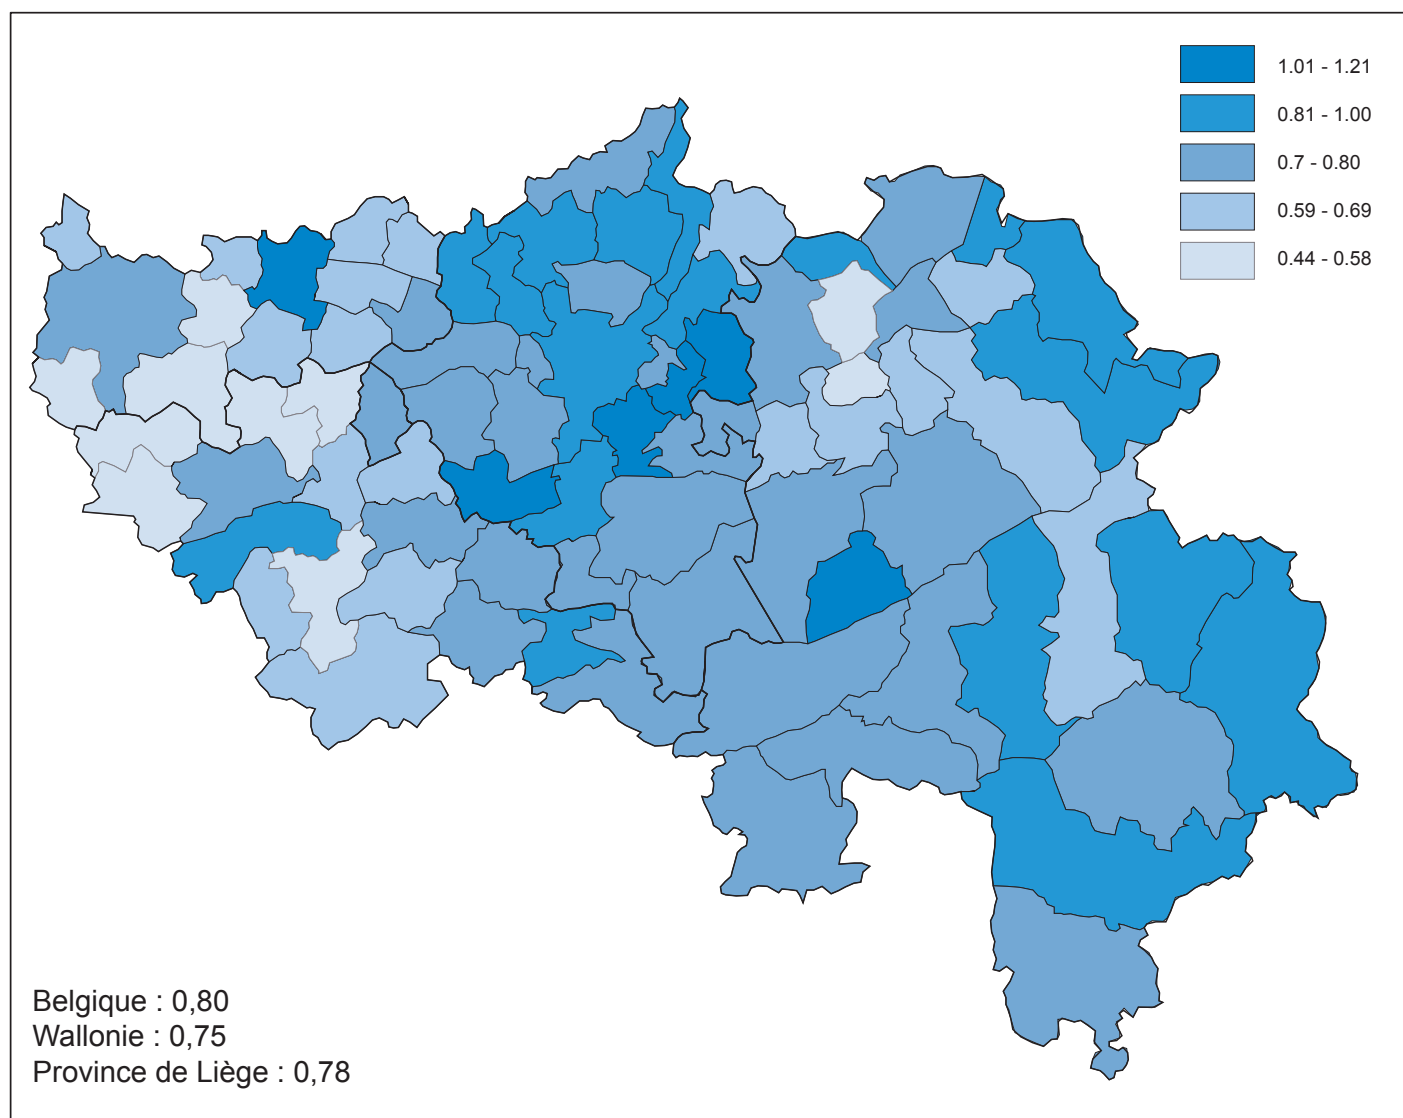 1.01 - 1.21
0.81 - 1.00
0.7 - 0.80
0.59 - 0.69
0.44 - 0.58
Belgique : 0,80
Wallonie : 0,75
Province de Liège : 0,78